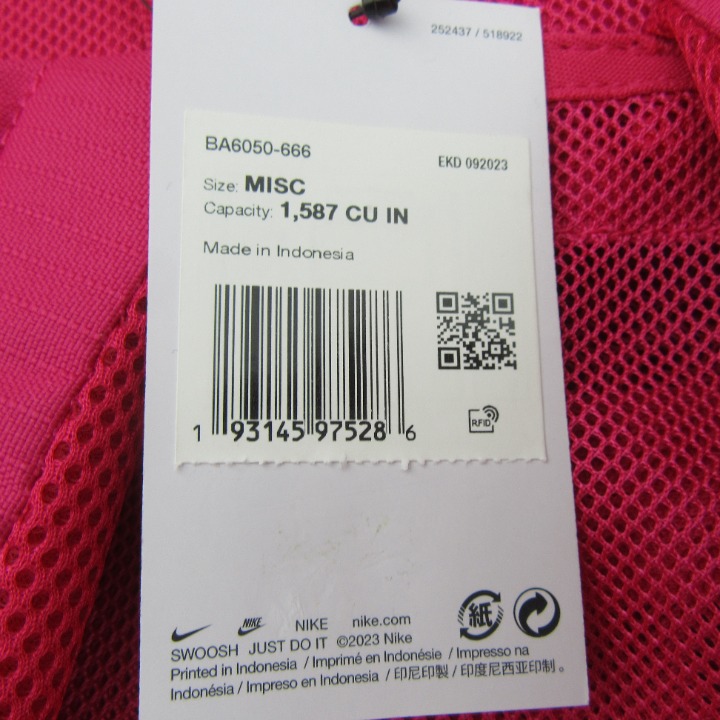 252437 / 518922
BA6050-666
EKD 092023
Size: MISC
Capacity: 1,587 CU IN
Made in Indonesia
1 93145 97528 6
RFID
NIKE NIKE nike.com
紙
SWOOSH JUST DO IT ©2023 Nike
Printed in Indonesia / Imprimé en Indonésie / Impresso na
Indonésia / Impreso en Indonesia / 印尼印製 / 印度尼西亚印制。